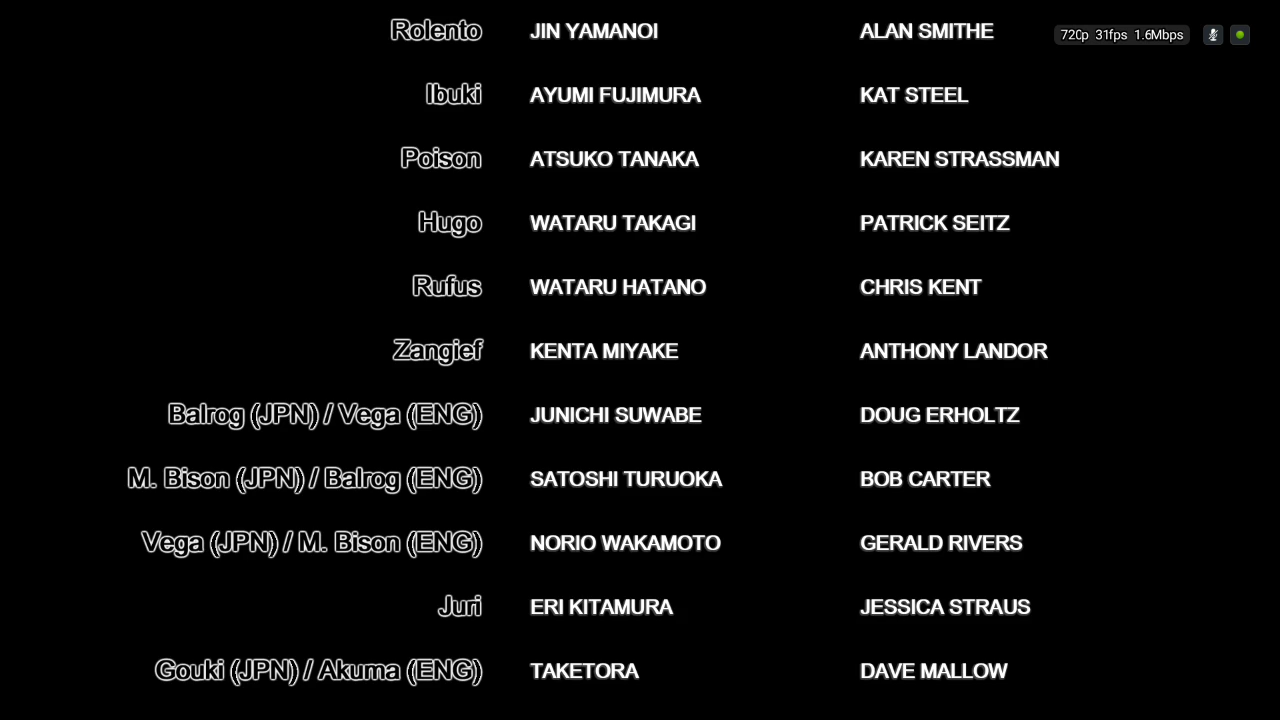 Rolento JIN YAMANOI ALAN SMITHE 720p 31fps 1.6Mbps
Ibuki AYUMI FUJIMURA KAT STEEL
Poison ATSUKO TANAKA KAREN STRASSMAN
Hugo WATARU TAKAGI PATRICK SEITZ
Rufus WATARU HATANO CHRIS KENT
Zangief KENTA MIYAKE ANTHONY LANDOR
Balrog (JPN) / Vega (ENG) JUNICHI SUWABE DOUG ERHOLTZ
M. Bison (JPN) / Balrog (ENG) SATOSHI TURUOKA BOB CARTER
Vega (JPN) / M. Bison (ENG) NORIO WAKAMOTO GERALD RIVERS
Juri ERI KITAMURA JESSICA STRAUS
Gouki (JPN) / Akuma (ENG) TAKETORA DAVE MALLOW